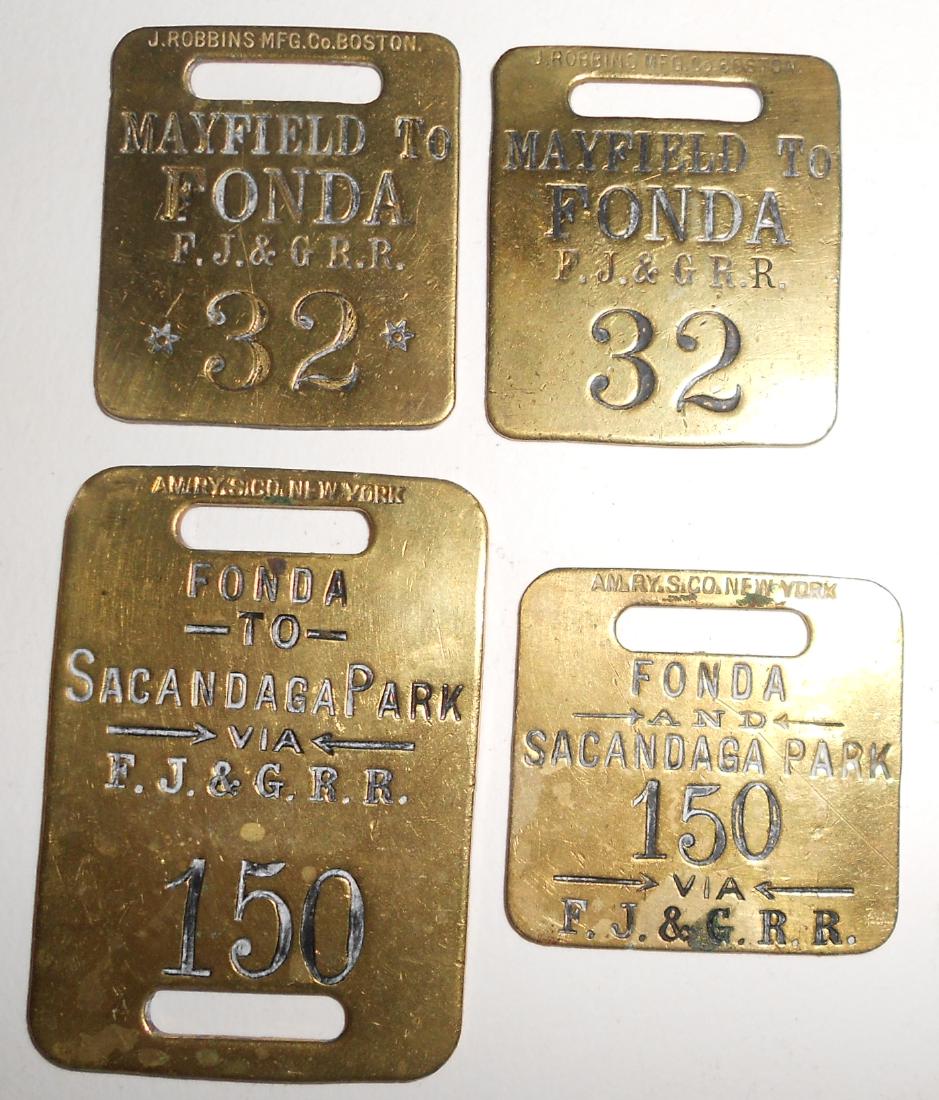 J. ROBBINS MFG. Co. BOSTON.
MAYFIELD To
FONDA
F. J. & G R.R.
32
J. ROBBINS MFG. Co. BOSTON.
MAYFIELD To
FONDA
F. J. & G R.R.
32
AM.RY.S.CO. NEW YORK
FONDA
TO
SACANDAGA PARK
VIA
F. J. & G. R. R.
150
AM.RY.S.CO. NEW YORK
FONDA
AND
SACANDAGA PARK
150
VIA
F. J. & G. R. R.